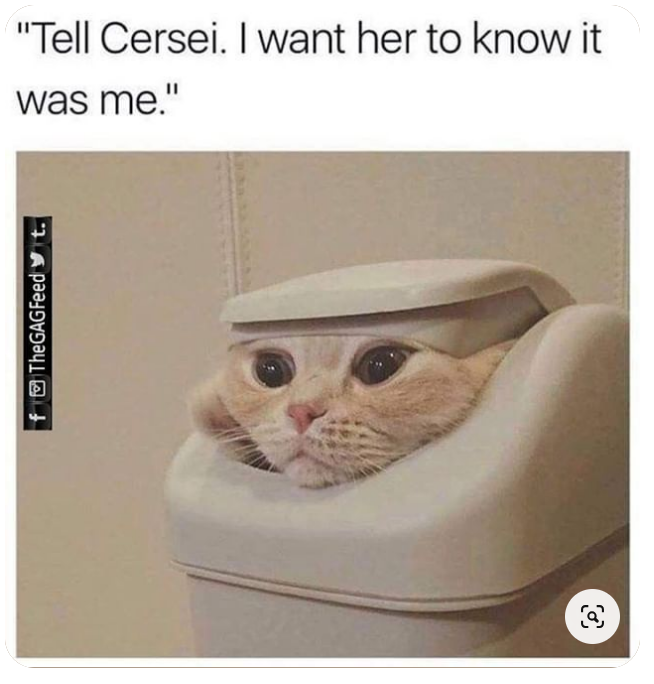 "Tell Cersei. I want her to know it
was me."
f TheGAGFeed t.